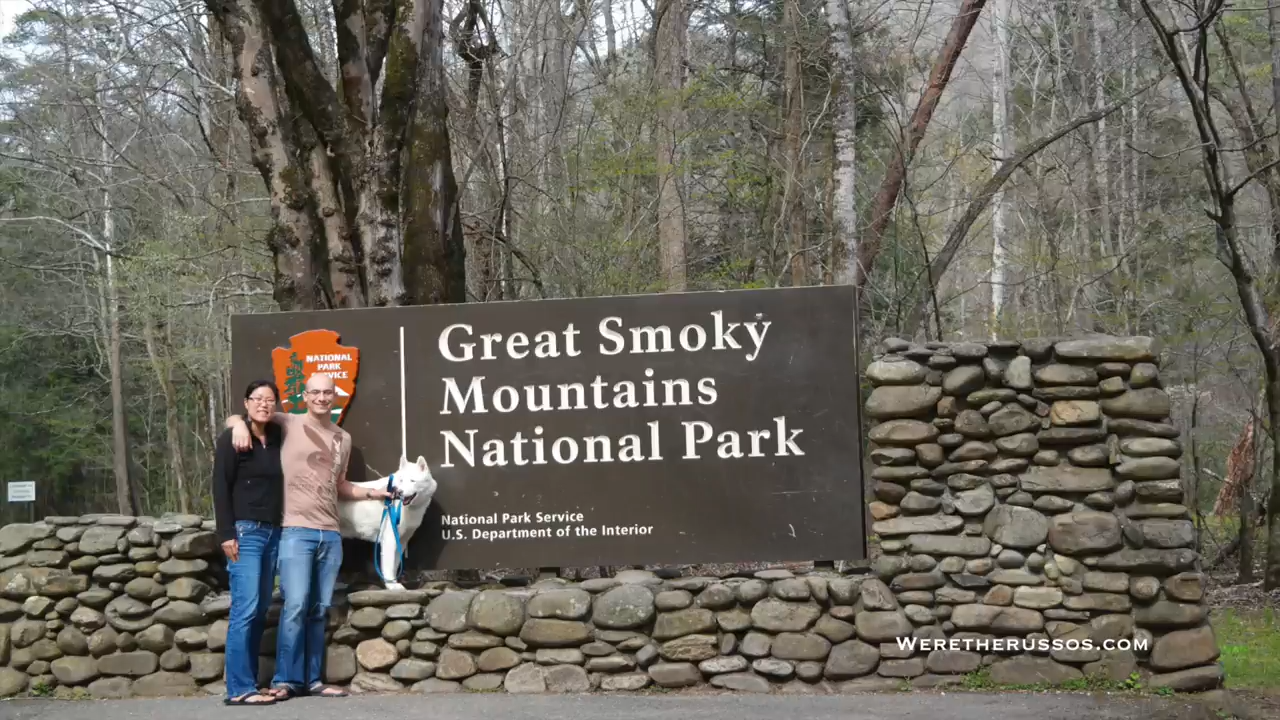 NATIONAL
PARK
SERVICE
Great Smoky
Mountains
National Park
National Park Service
U.S. Department of the Interior
WERETHERUSSOS.COM